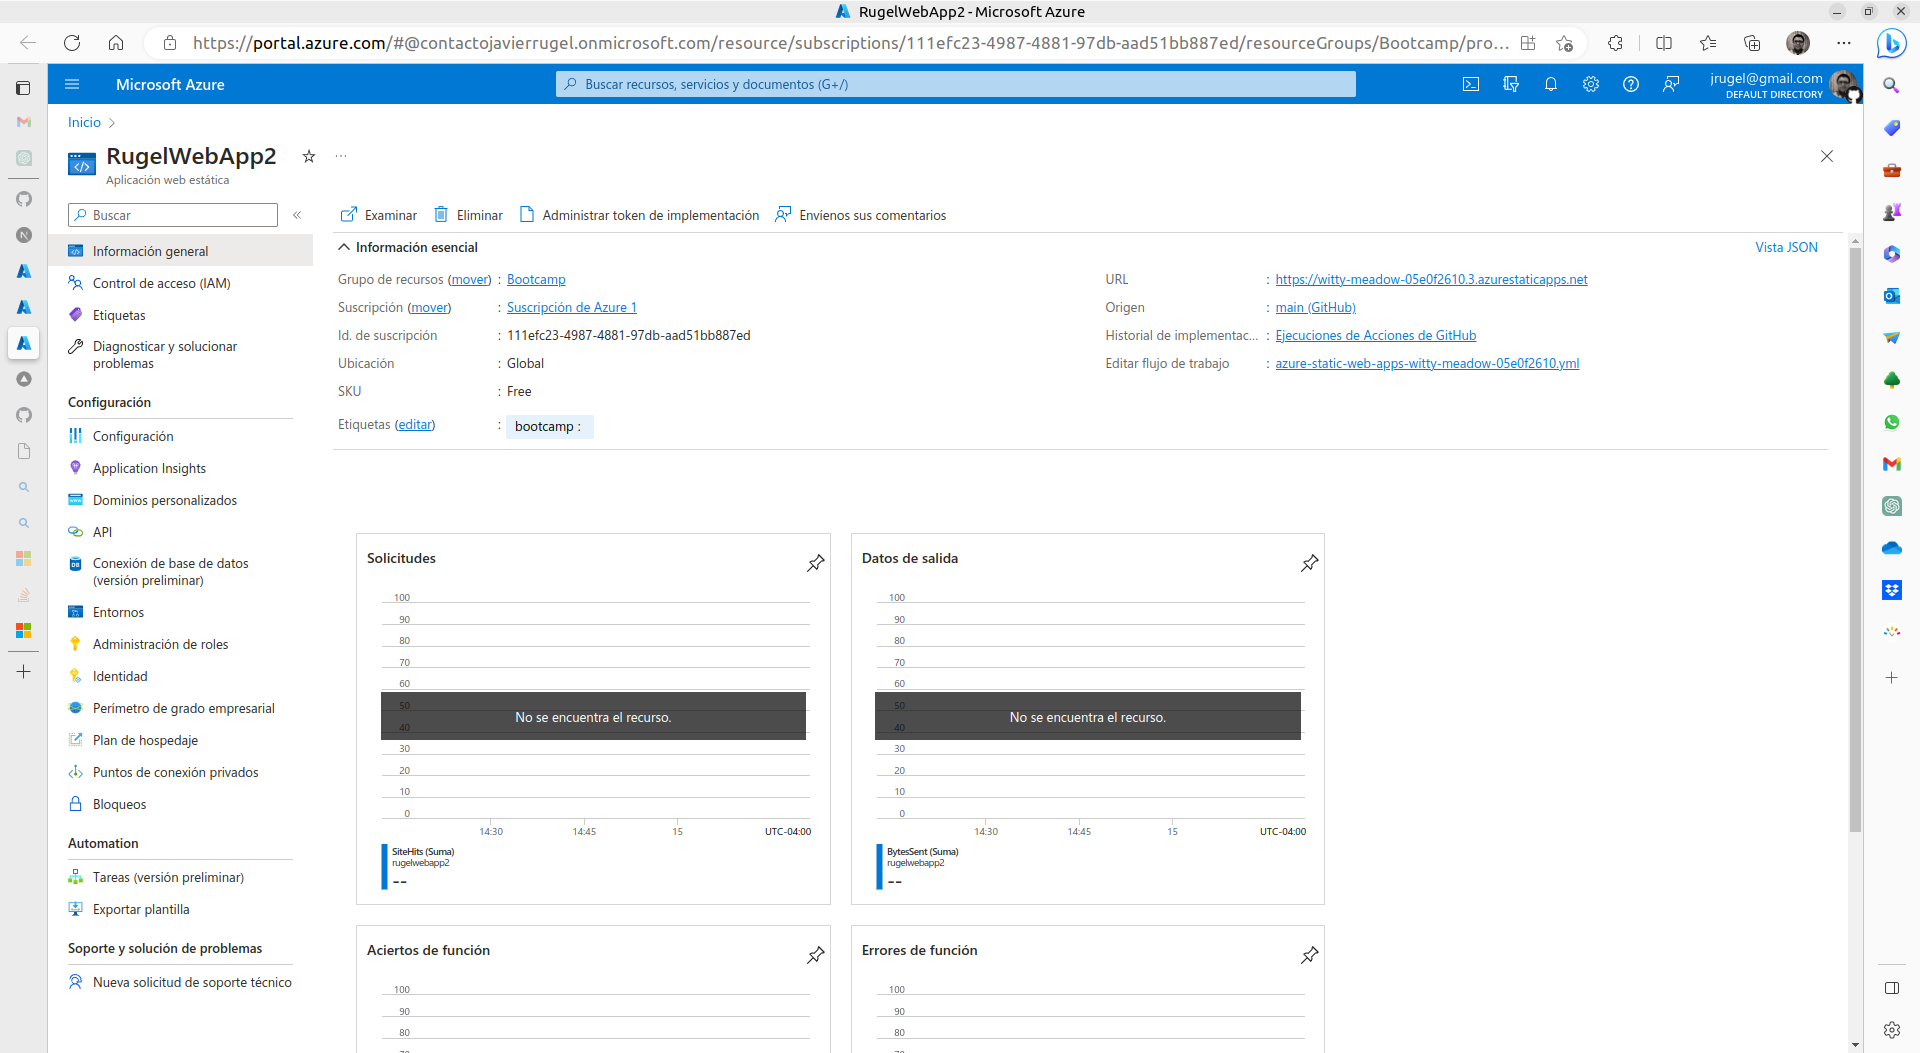 RugelWebApp2 - Microsoft Azure
https://portal.azure.com/#@contactojavierrugel.onmicrosoft.com/resource/subscriptions/111efc23-4987-4881-97db-aad51bb887ed/resourceGroups/Bootcamp/pro...
Microsoft Azure
Buscar recursos, servicios y documentos (G+/)
jrugel@gmail.com
DEFAULT DIRECTORY
Inicio
RugelWebApp2
Aplicación web estática
Buscar
Información general
Control de acceso (IAM)
Etiquetas
Diagnosticar y solucionar
problemas
Configuración
Configuración
Application Insights
Dominios personalizados
API
Conexión de base de datos
(versión preliminar)
Entornos
Administración de roles
Identidad
Perímetro de grado empresarial
Plan de hospedaje
Puntos de conexión privados
Bloqueos
Automation
Tareas (versión preliminar)
Exportar plantilla
Soporte y solución de problemas
Nueva solicitud de soporte técnico
Examinar
Eliminar
Administrar token de implementación
Envíenos sus comentarios
Información esencial
Vista JSON
Grupo de recursos (mover) : Bootcamp
Suscripción (mover) : Suscripción de Azure 1
Id. de suscripción : 111efc23-4987-4881-97db-aad51bb887ed
Ubicación : Global
SKU : Free
Etiquetas (editar) : bootcamp :
URL : https://witty-meadow-05e0f2610.3.azurestaticapps.net
Origen : main (GitHub)
Historial de implementac... : Ejecuciones de Acciones de GitHub
Editar flujo de trabajo : azure-static-web-apps-witty-meadow-05e0f2610.yml
Solicitudes
100
90
80
70
60
50
40
30
20
10
0
No se encuentra el recurso.
14:30 14:45 15 UTC-04:00
SiteHits (Suma)
rugelwebapp2
--
Datos de salida
100
90
80
70
60
50
40
30
20
10
0
No se encuentra el recurso.
14:30 14:45 15 UTC-04:00
BytesSent (Suma)
rugelwebapp2
--
Aciertos de función
100
90
80
Errores de función
100
90
80